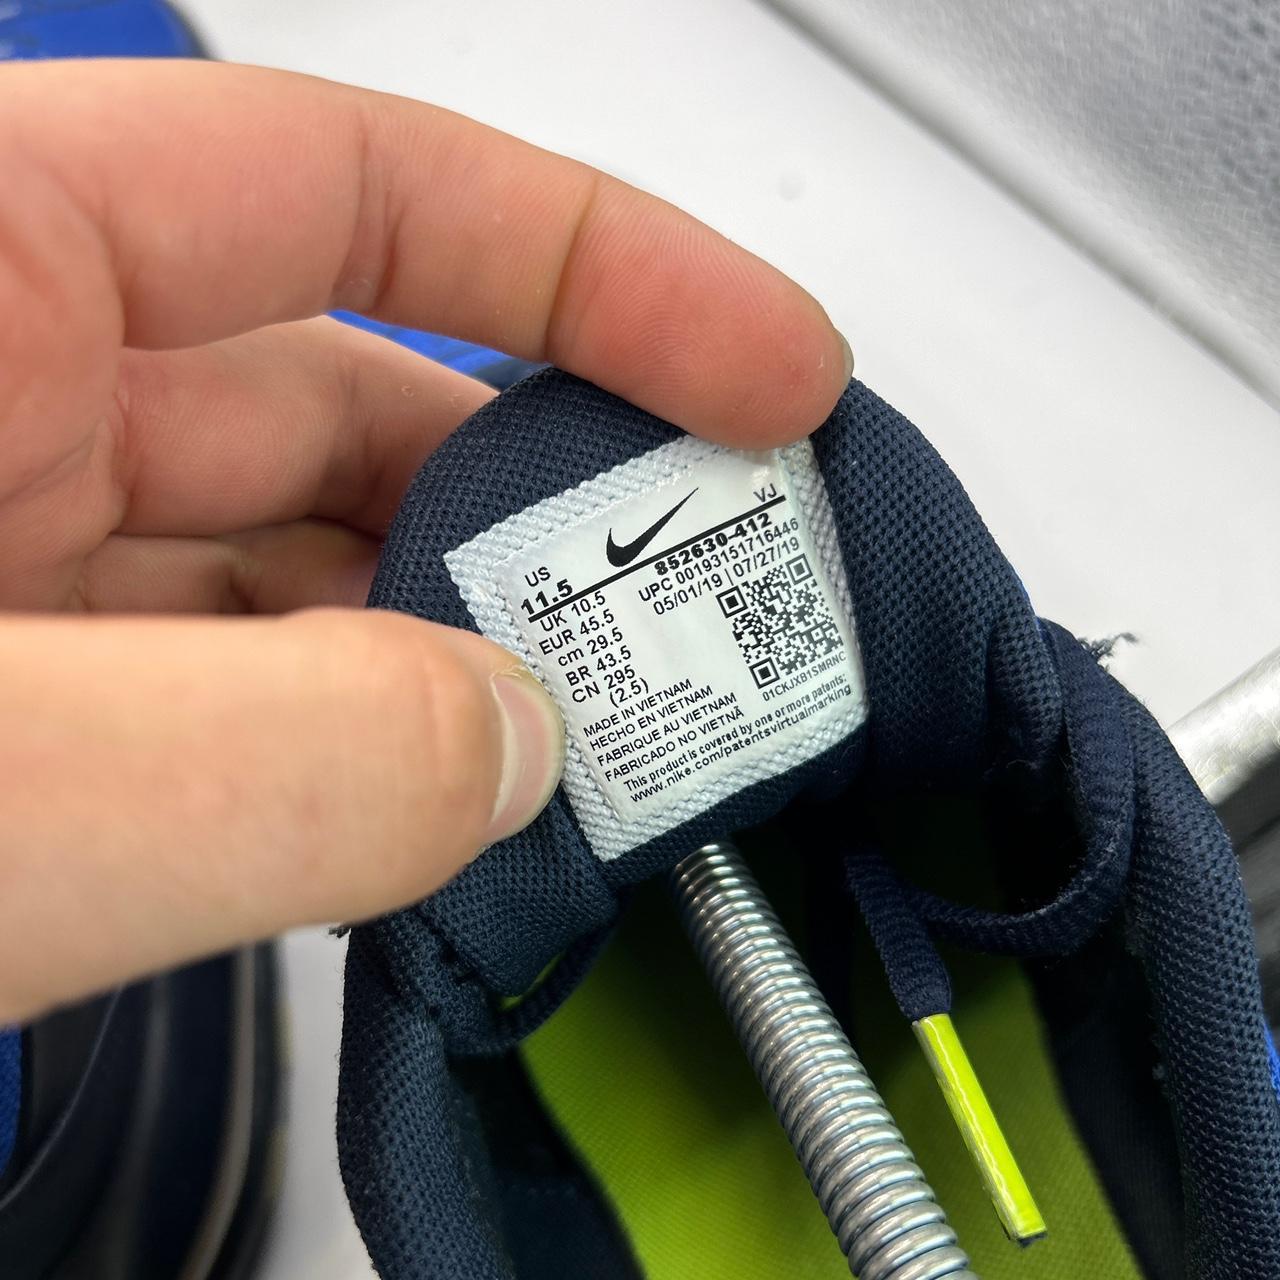 VJ
US
11.5
852630-412
UPC 00193151716446
05/01/19 | 07/27/19
UK 10.5
EUR 45.5
cm 29.5
BR 43.5
CN 295
(2.5)
01CKJXB1SMRNC
MADE IN VIETNAM
HECHO EN VIETNAM
FABRIQUE AU VIETNAM
FABRICADO NO VIETNÃ
This product is covered by one or more patents:
www.nike.com/patentsvirtualmarking